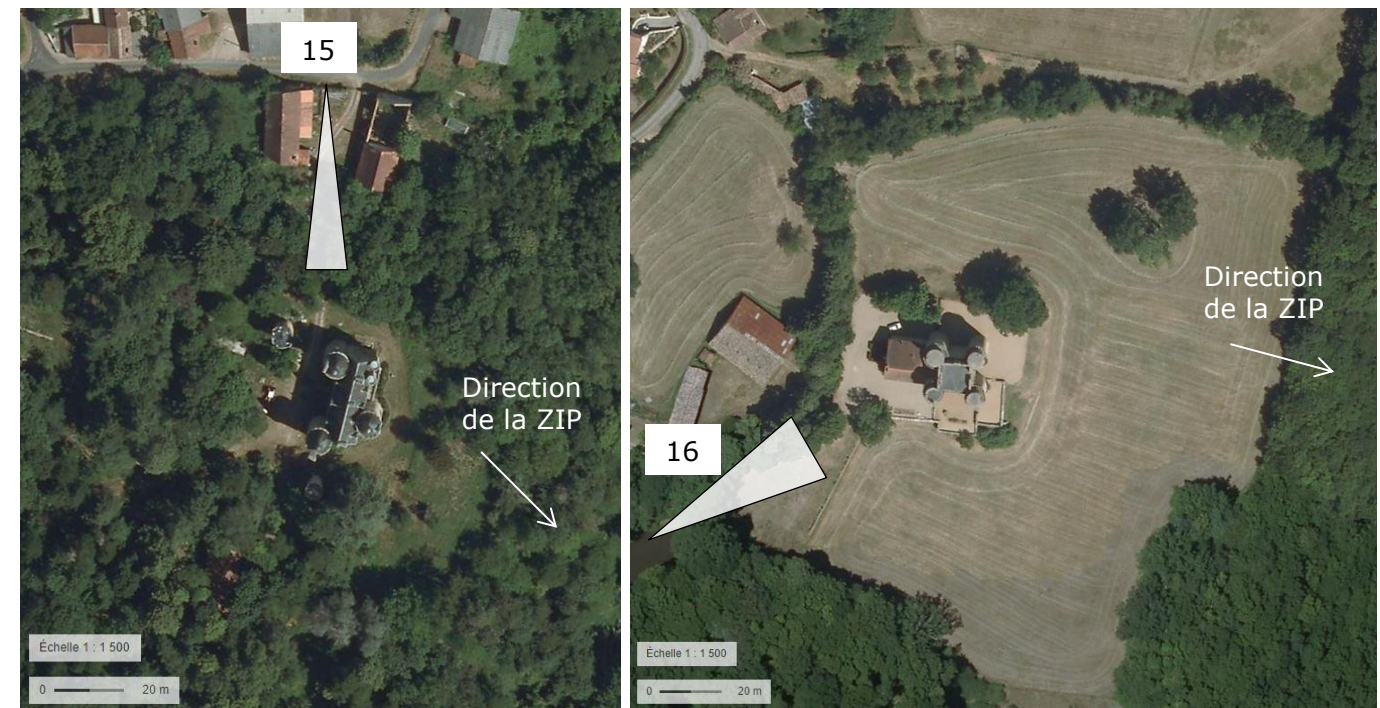 15
Direction
de la ZIP
Échelle 1 : 1 500
0 20 m
16
Direction
de la ZIP
Échelle 1 : 1 500
0 20 m